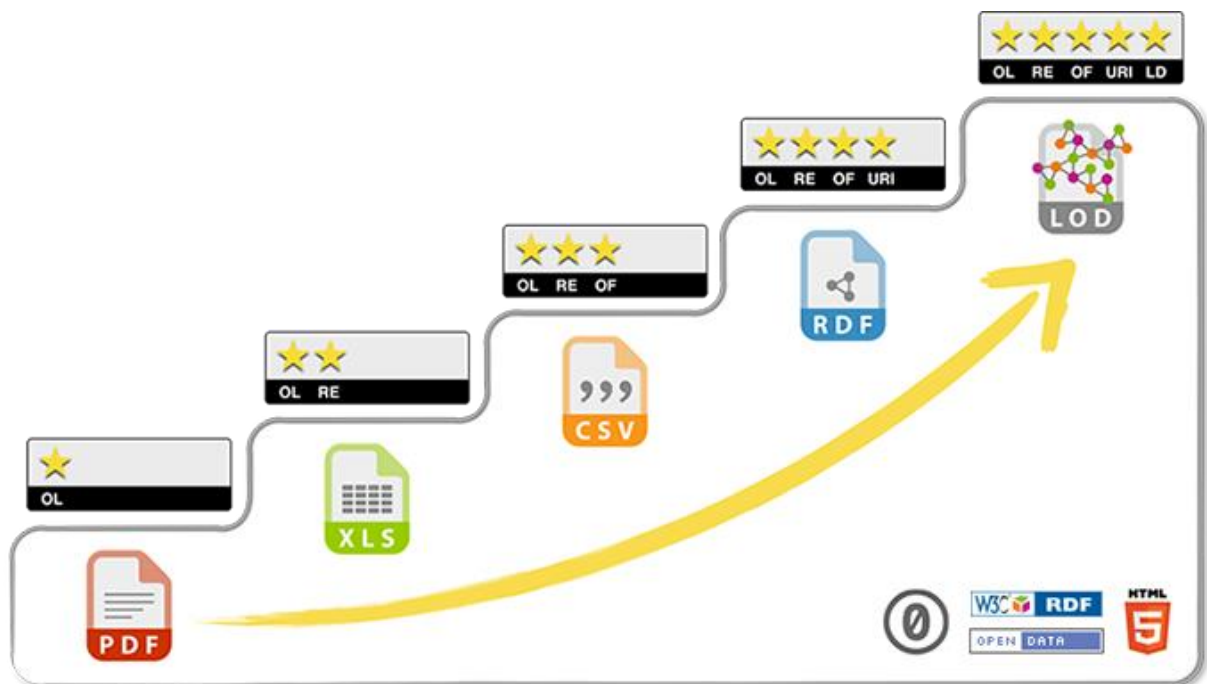 OL RE OF URI LD
LOD
OL RE OF URI
RDF
OL RE OF
,,,
CSV
OL RE
XLS
OL
PDF
0
W3C RDF
OPEN DATA
HTML
5